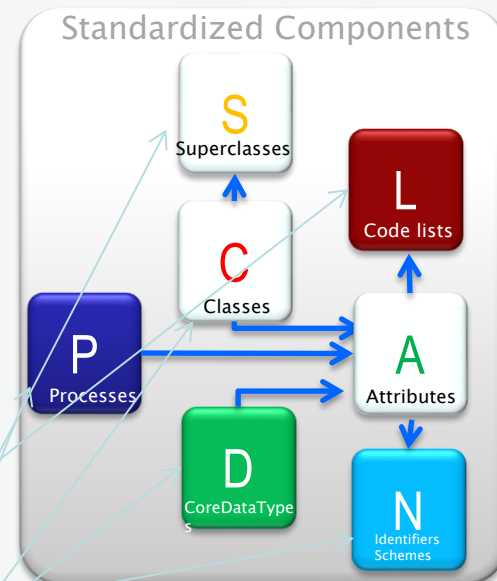 Standardized Components
S
Superclasses
L
Code lists
C
Classes
P
Processes
A
Attributes
D
CoreDataType
s
N
Identifiers
Schemes